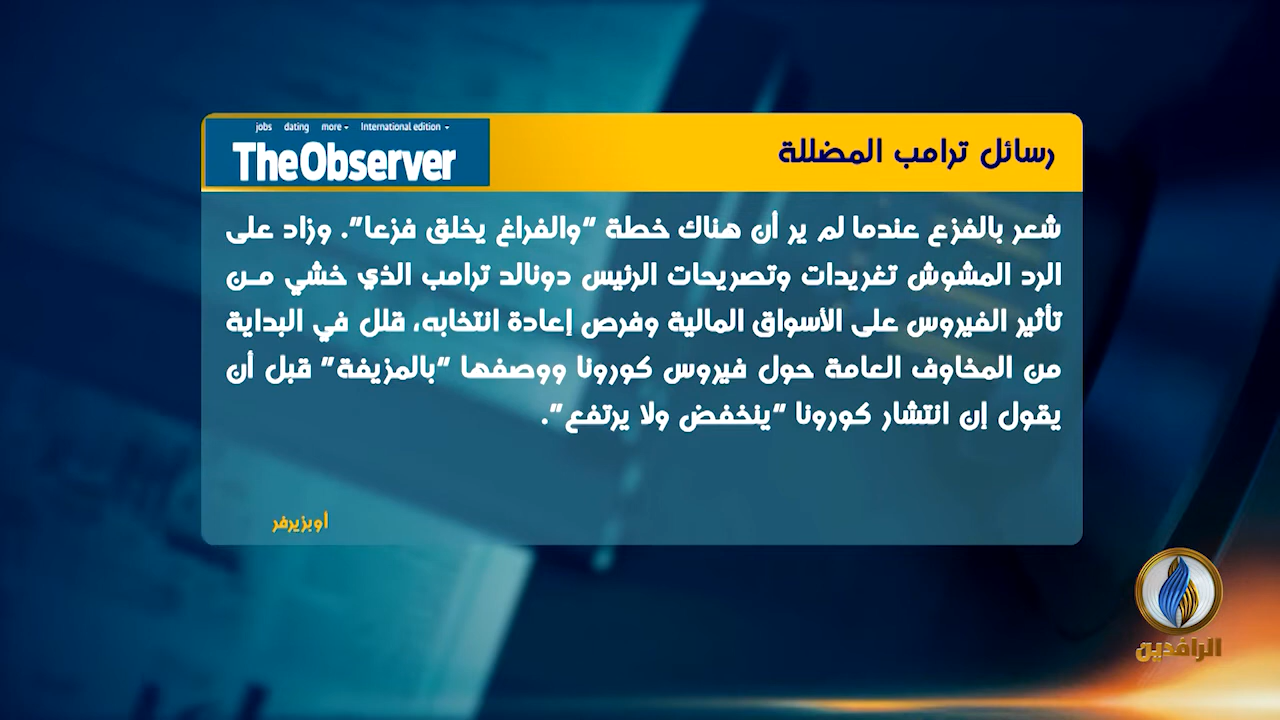 jobs dating more International edition
TheObserver
رسائل ترامب المضللة
شعر بالفزع عندما لم ير أن هناك خطة “والفراغ يخلق فزعا”. وزاد على
الرد المشوش تغريدات وتصريحات الرئيس دونالد ترامب الذي خشي مـن
تأثير الفيروس على الأسواق المالية وفرص إعادة انتخابه، قلل في البداية
من المخاوف العامة حول فيروس كورونا ووصفها “بالمزيفة” قبل أن
يقول إن انتشار كورونا “ينخفض ولا يرتفع”.
أوبزيرفر
الرافدين